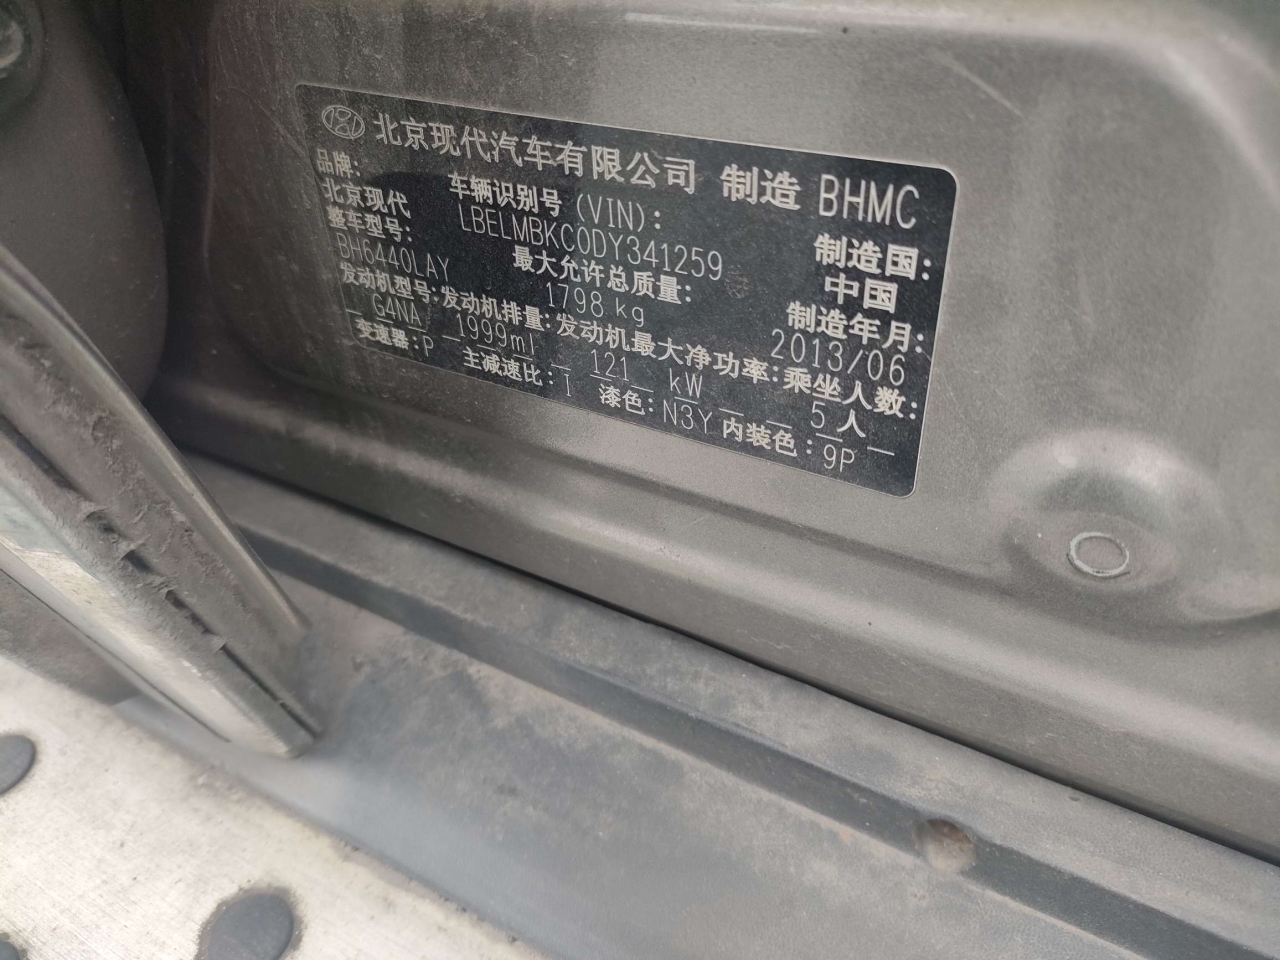 北京现代汽车有限公司 制造 BHMC
品牌: 车辆识别号 (VIN): 制造国:
北京现代 LBELMBKC0DY341259 中国
整车型号: 最大允许总质量: 制造年月:
BH6440LAY 1798 kg 2013/06
发动机型号: 发动机排量: 发动机最大净功率: 乘坐人数:
G4NA 1999ml 121 kW 5 人
变速器: P 主减速比: I 漆色: N3Y 内装色: 9P